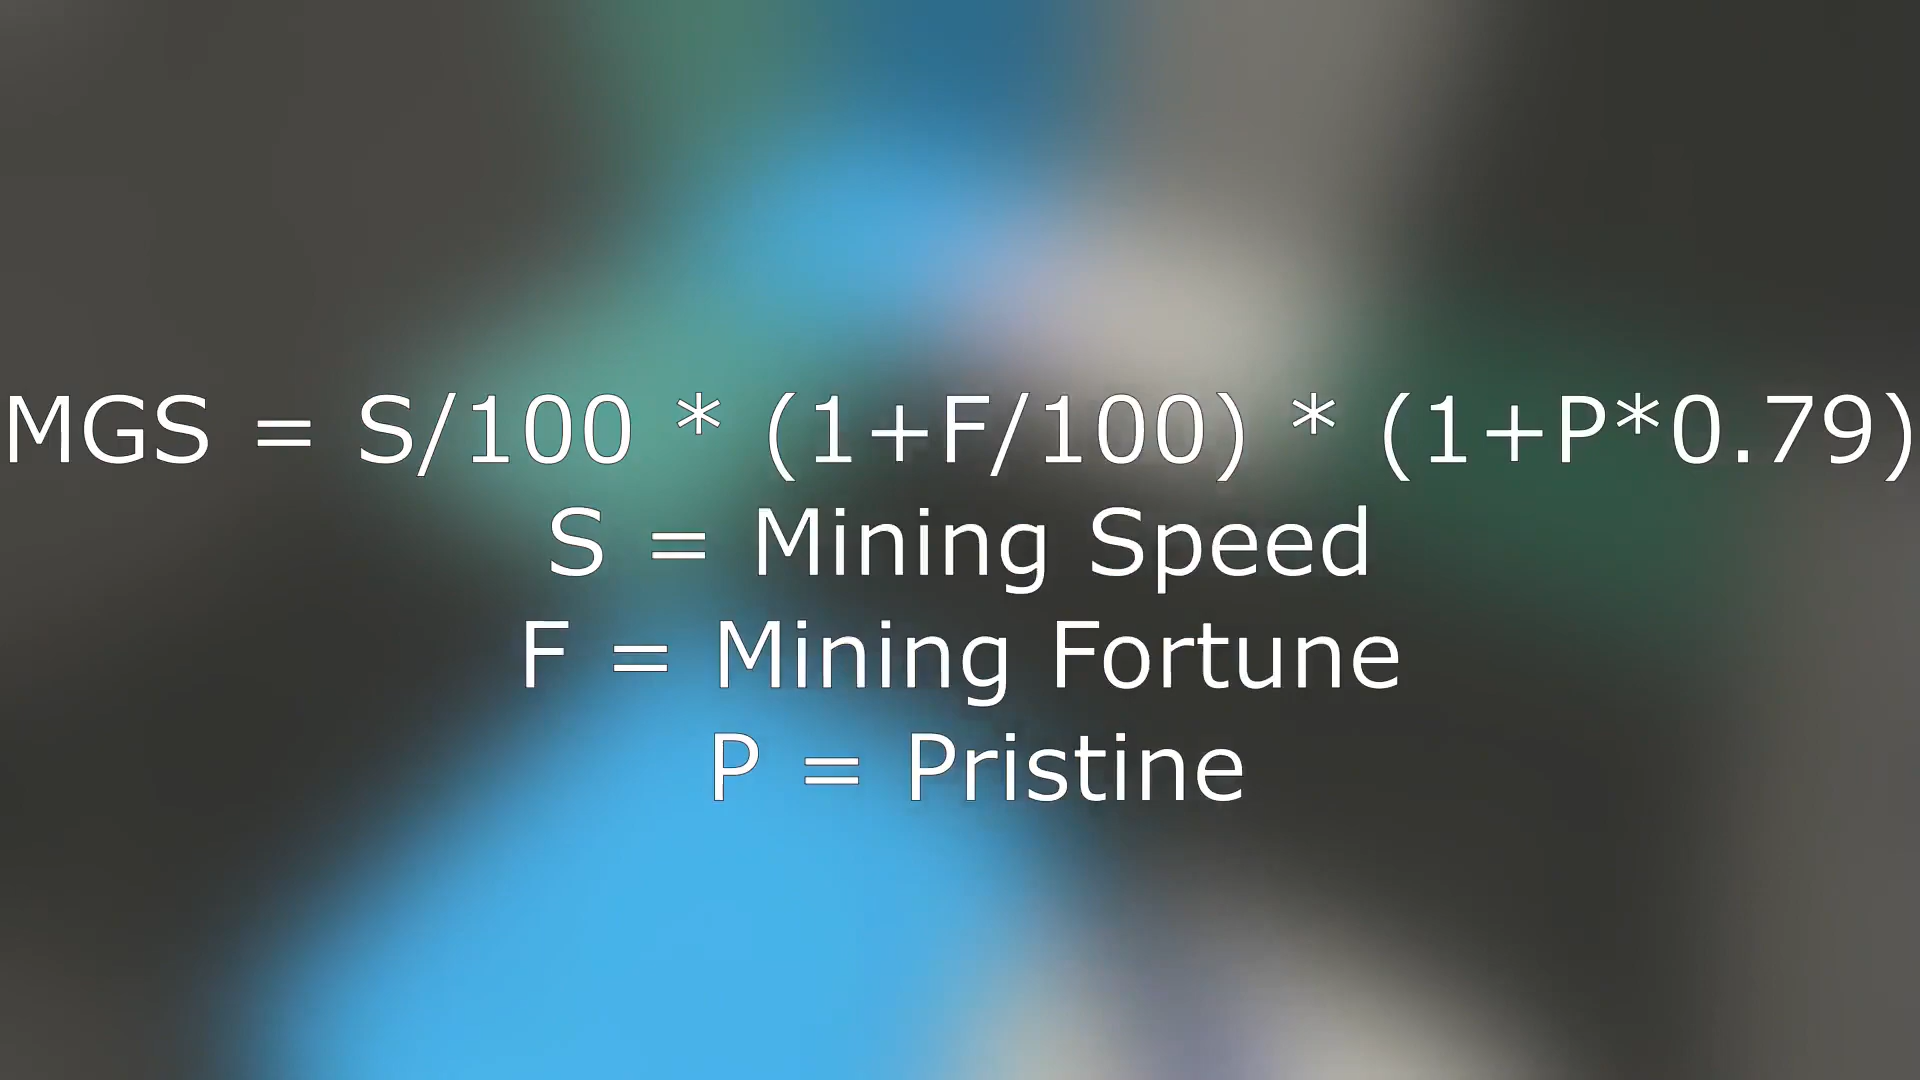 MGS = S/100 * (1+F/100) * (1+P*0.79)
S = Mining Speed
F = Mining Fortune
P = Pristine